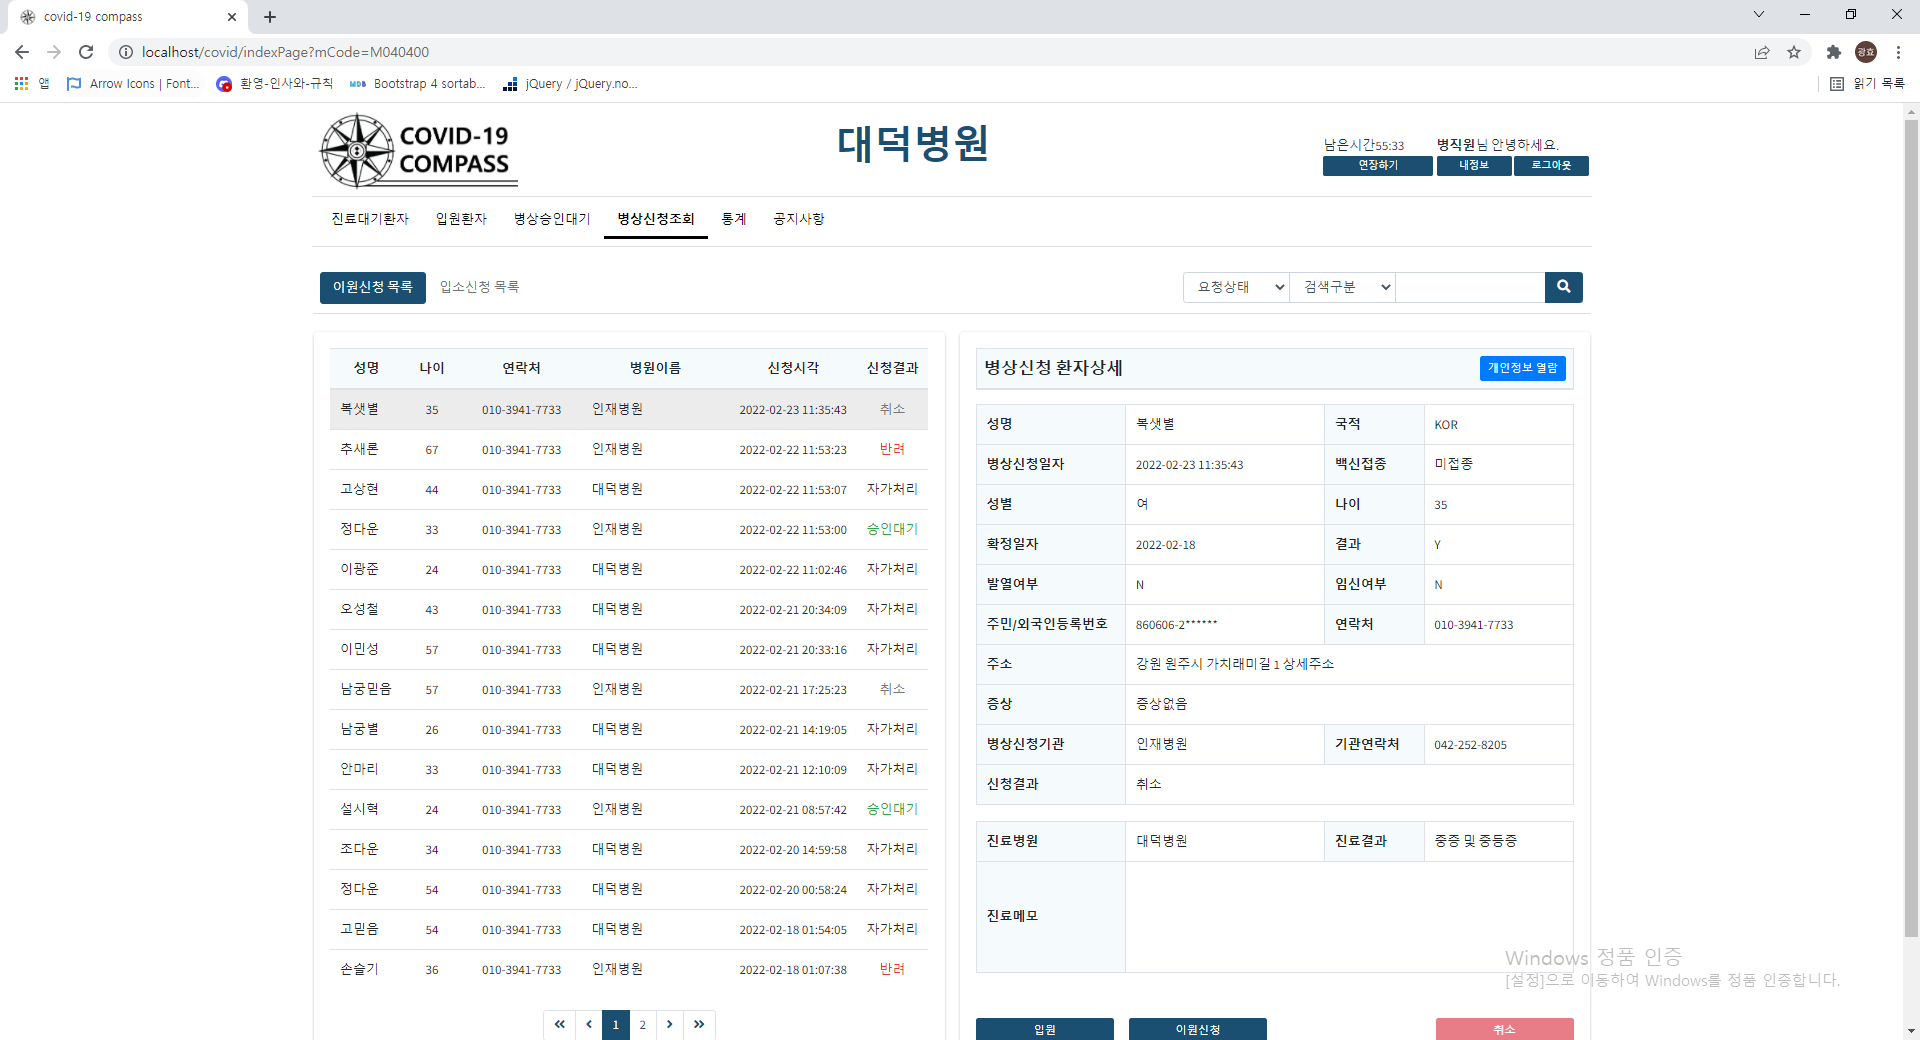 covid-19 compass
localhost/covid/indexPage?mCode=M040400
광효
앱 Arrow Icons | Font... 환영-인사와-규칙 MDB Bootstrap 4 sortab... jQuery / jQuery.no... 읽기 목록
COVID-19
COMPASS
대덕병원
남은시간55:33 병직원님 안녕하세요.
연장하기 내정보 로그아웃
진료대기환자 입원환자 병상승인대기 병상신청조회 통계 공지사항
이원신청 목록 입소신청 목록 요청상태 검색구분
성명 나이 연락처 병원이름 신청시각 신청결과
복샛별 35 010-3941-7733 인재병원 2022-02-23 11:35:43 취소
추새론 67 010-3941-7733 인재병원 2022-02-22 11:53:23 반려
고상현 44 010-3941-7733 대덕병원 2022-02-22 11:53:07 자가처리
정다운 33 010-3941-7733 인재병원 2022-02-22 11:53:00 승인대기
이광준 24 010-3941-7733 대덕병원 2022-02-22 11:02:46 자가처리
오성철 43 010-3941-7733 대덕병원 2022-02-21 20:34:09 자가처리
이민성 57 010-3941-7733 대덕병원 2022-02-21 20:33:16 자가처리
남궁믿음 57 010-3941-7733 인재병원 2022-02-21 17:25:23 취소
남궁별 26 010-3941-7733 대덕병원 2022-02-21 14:19:05 자가처리
안마리 33 010-3941-7733 대덕병원 2022-02-21 12:10:09 자가처리
설시혁 24 010-3941-7733 인재병원 2022-02-21 08:57:42 승인대기
조다운 34 010-3941-7733 대덕병원 2022-02-20 14:59:58 자가처리
정다운 54 010-3941-7733 대덕병원 2022-02-20 00:58:24 자가처리
고믿음 54 010-3941-7733 대덕병원 2022-02-18 01:54:05 자가처리
손슬기 36 010-3941-7733 인재병원 2022-02-18 01:07:38 반려
« ‹ 1 2 › »
병상신청 환자상세 개인정보 열람
성명 복샛별 국적 KOR
병상신청일자 2022-02-23 11:35:43 백신접종 미접종
성별 여 나이 35
확정일자 2022-02-18 결과 Y
발열여부 N 임신여부 N
주민/외국인등록번호 860606-2****** 연락처 010-3941-7733
주소 강원 원주시 가치래미길 1 상세주소
증상 증상없음
병상신청기관 인재병원 기관연락처 042-252-8205
신청결과 취소
진료병원 대덕병원 진료결과 중증 및 중등증
진료메모
Windows 정품 인증
[설정]으로 이동하여 Windows를 정품 인증합니다.
입원 이원신청 취소